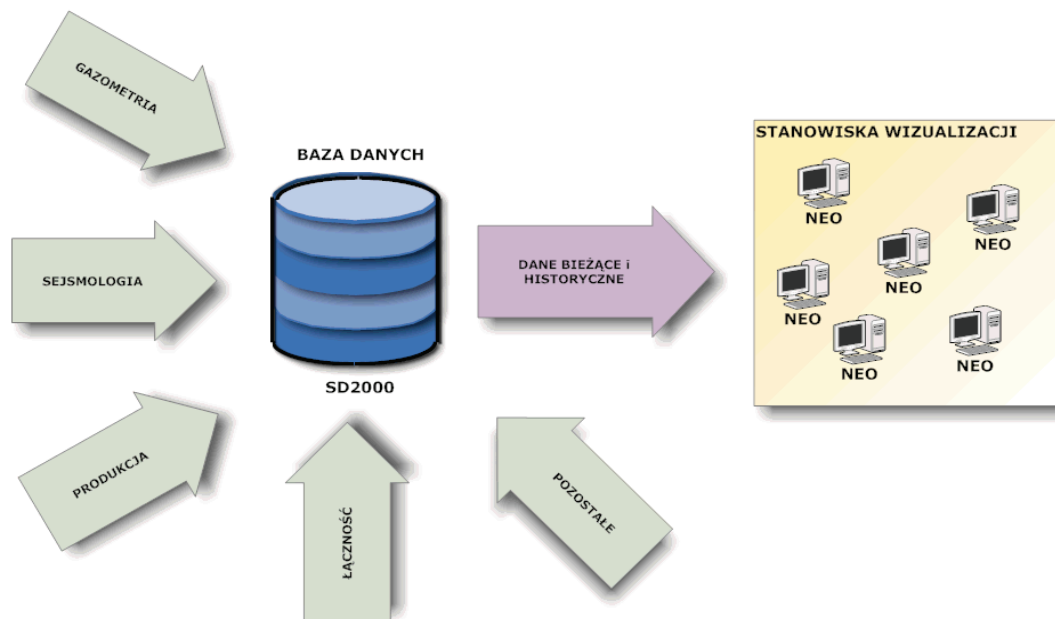 GAZOMETRIA
BAZA DANYCH
STANOWISKA WIZUALIZACJI
NEO
NEO
NEO
NEO
NEO
NEO
SEJSMOLOGIA
DANE BIEŻĄCE i
HISTORYCZNE
SD2000
PRODUKCJA
ŁĄCZNOŚĆ
POZOSTAŁE